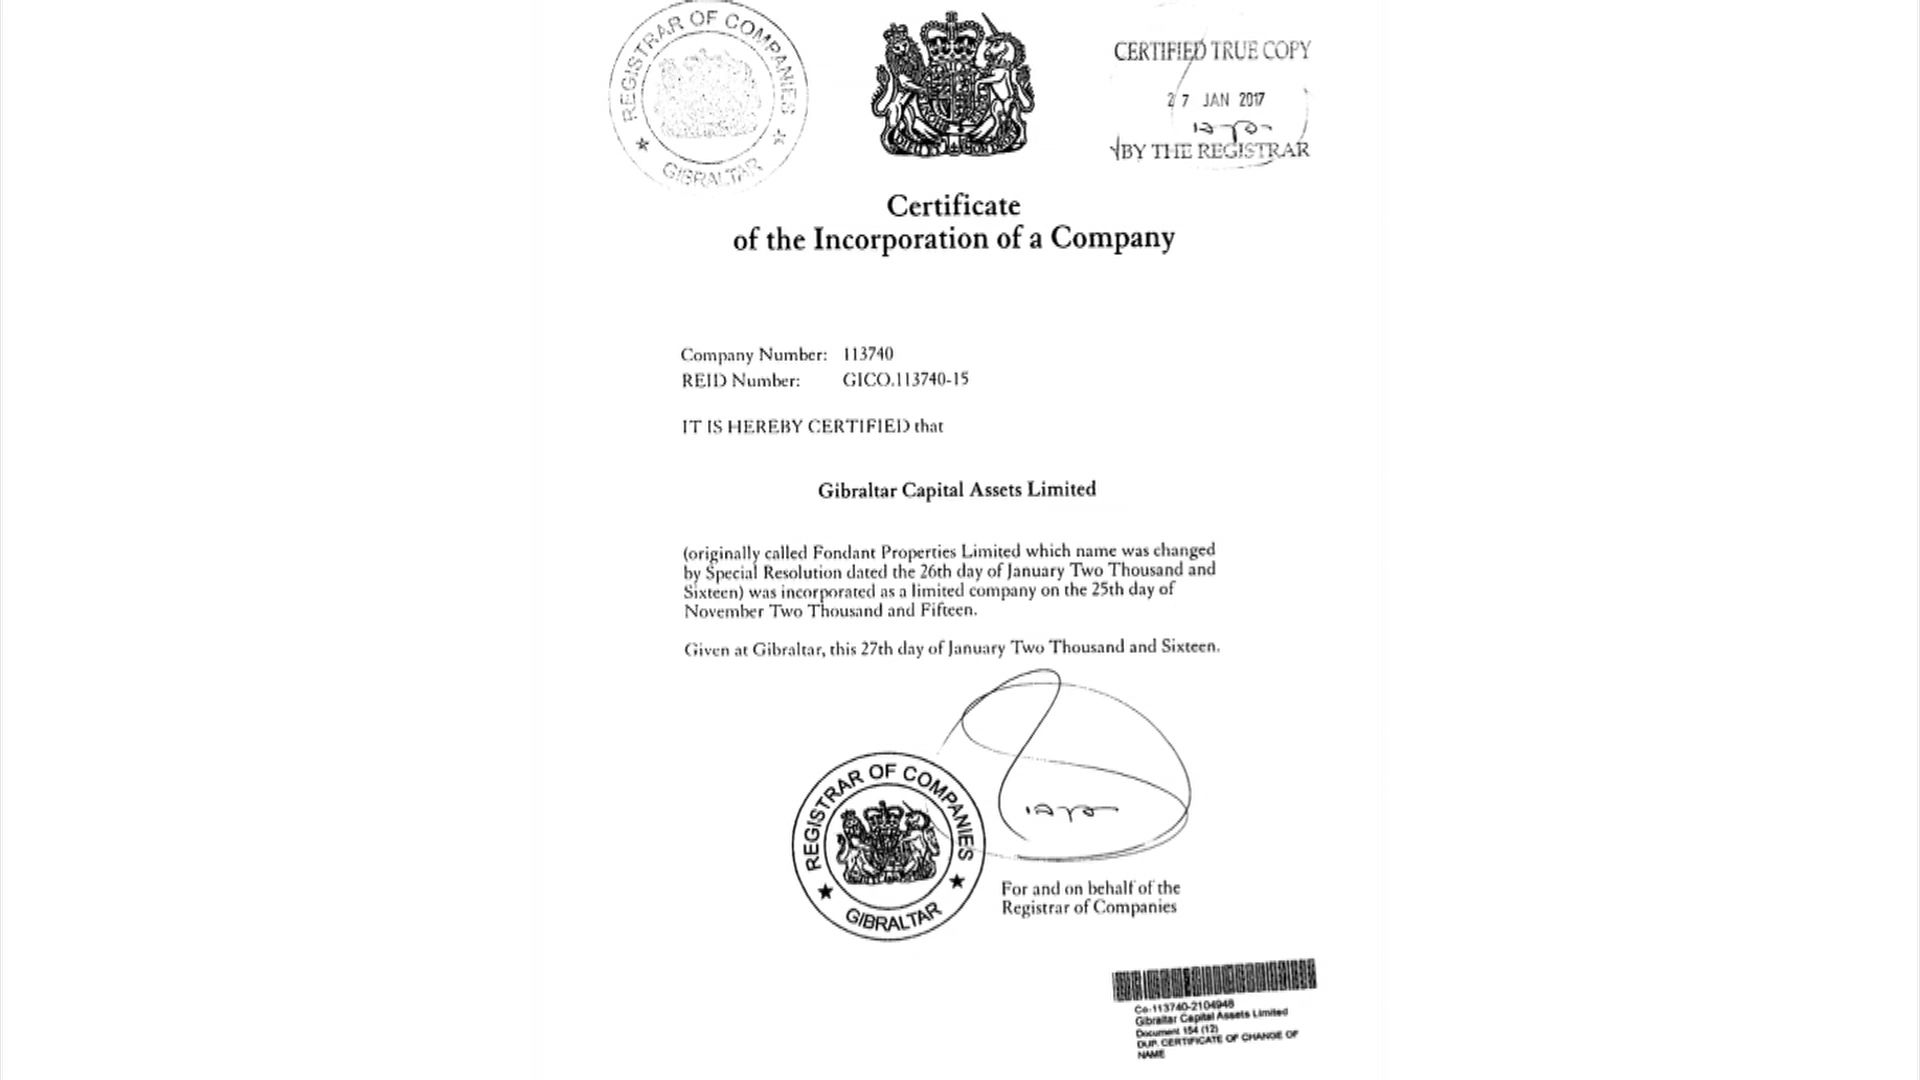 REGISTRAR OF COMPANIES
GIBRALTAR
CERTIFIED TRUE COPY
27 JAN 2017
BY THE REGISTRAR
Certificate
of the Incorporation of a Company
Company Number: 113740
REID Number: GICO.113740-15
IT IS HEREBY CERTIFIED that
Gibraltar Capital Assets Limited
(originally called Fondant Properties Limited which name was changed
by Special Resolution dated the 26th day of January Two Thousand and
Sixteen) was incorporated as a limited company on the 25th day of
November Two Thousand and Fifteen.
Given at Gibraltar, this 27th day of January Two Thousand and Sixteen.
REGISTRAR OF COMPANIES
GIBRALTAR
For and on behalf of the
Registrar of Companies
Co:113740-2104948
Gibraltar Capital Assets Limited
Document 154 (12)
DUP. CERTIFICATE OF CHANGE OF
NAME